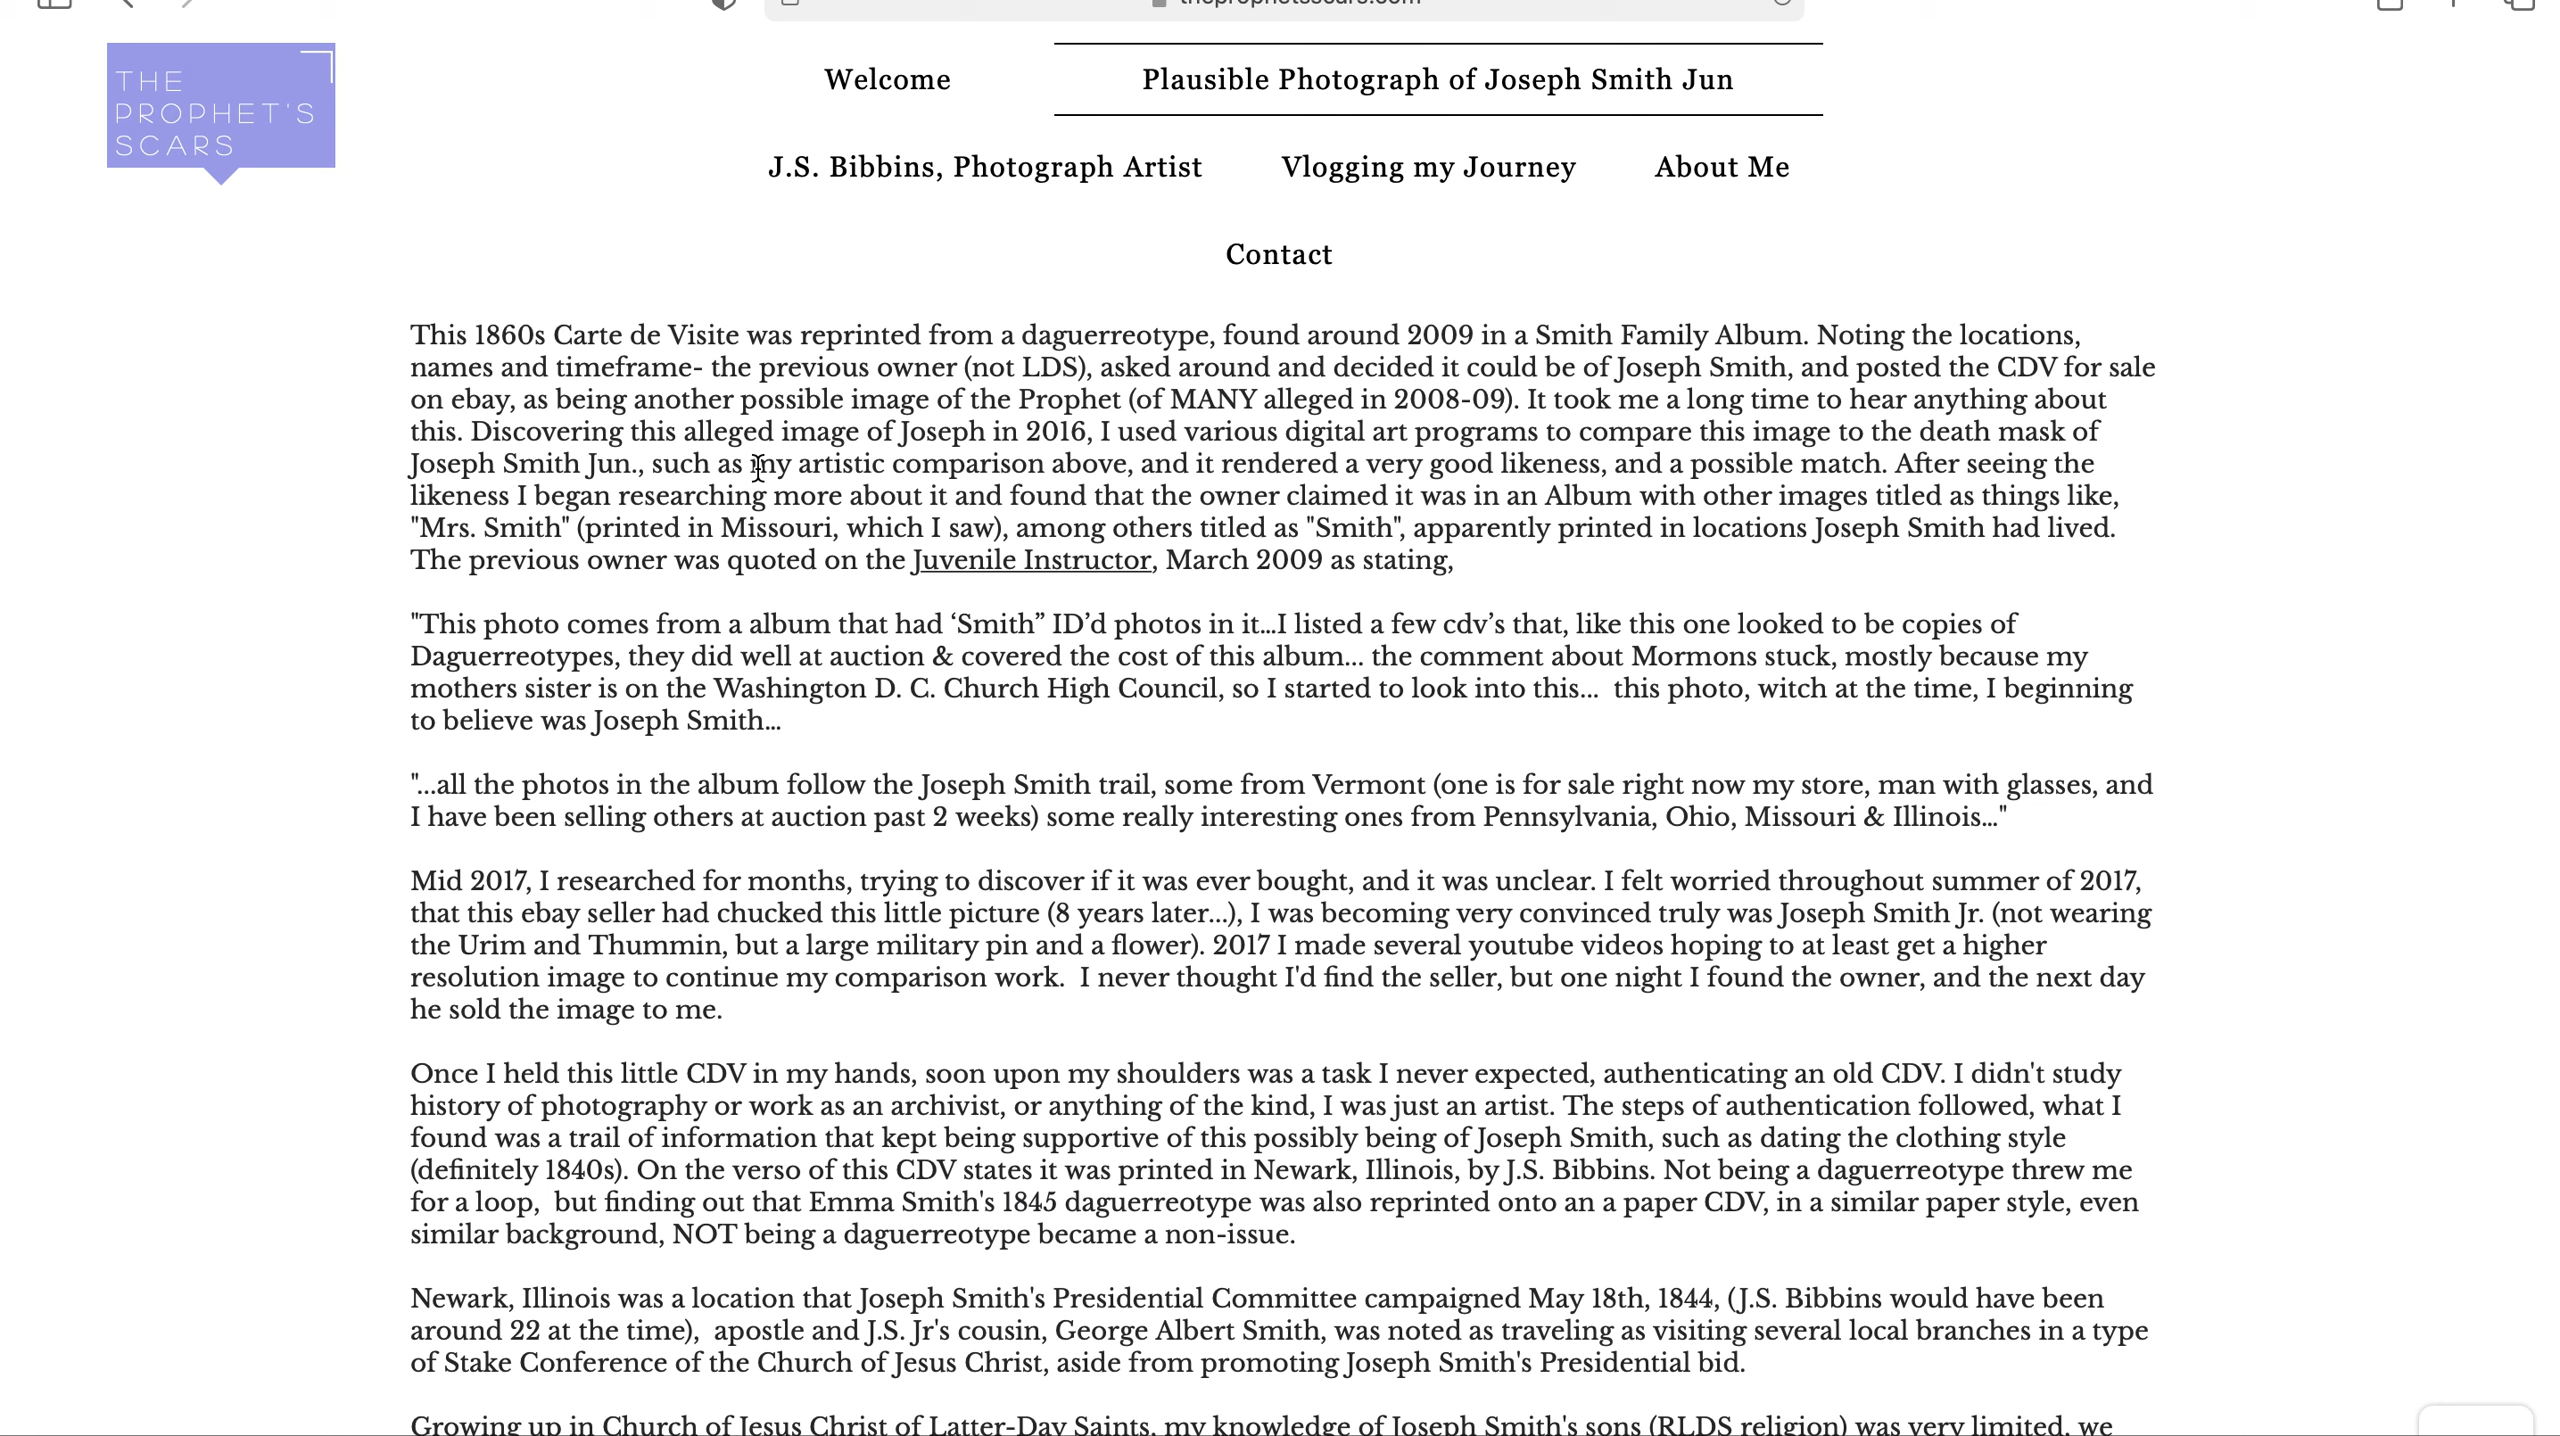 theprophetsscars.com
THE
PROPHET'S
SCARS
Welcome
Plausible Photograph of Joseph Smith Jun
J.S. Bibbins, Photograph Artist
Vlogging my Journey
About Me
Contact
This 1860s Carte de Visite was reprinted from a daguerreotype, found around 2009 in a Smith Family Album. Noting the locations,
names and timeframe- the previous owner (not LDS), asked around and decided it could be of Joseph Smith, and posted the CDV for sale
on ebay, as being another possible image of the Prophet (of MANY alleged in 2008-09). It took me a long time to hear anything about
this. Discovering this alleged image of Joseph in 2016, I used various digital art programs to compare this image to the death mask of
Joseph Smith Jun., such as my artistic comparison above, and it rendered a very good likeness, and a possible match. After seeing the
likeness I began researching more about it and found that the owner claimed it was in an Album with other images titled as things like,
"Mrs. Smith" (printed in Missouri, which I saw), among others titled as "Smith", apparently printed in locations Joseph Smith had lived.
The previous owner was quoted on the Juvenile Instructor, March 2009 as stating,
"This photo comes from a album that had ‘Smith” ID’d photos in it…I listed a few cdv’s that, like this one looked to be copies of
Daguerreotypes, they did well at auction & covered the cost of this album… the comment about Mormons stuck, mostly because my
mothers sister is on the Washington D. C. Church High Council, so I started to look into this… this photo, witch at the time, I beginning
to believe was Joseph Smith…
"...all the photos in the album follow the Joseph Smith trail, some from Vermont (one is for sale right now my store, man with glasses, and
I have been selling others at auction past 2 weeks) some really interesting ones from Pennsylvania, Ohio, Missouri & Illinois…"
Mid 2017, I researched for months, trying to discover if it was ever bought, and it was unclear. I felt worried throughout summer of 2017,
that this ebay seller had chucked this little picture (8 years later...), I was becoming very convinced truly was Joseph Smith Jr. (not wearing
the Urim and Thummin, but a large military pin and a flower). 2017 I made several youtube videos hoping to at least get a higher
resolution image to continue my comparison work. I never thought I'd find the seller, but one night I found the owner, and the next day
he sold the image to me.
Once I held this little CDV in my hands, soon upon my shoulders was a task I never expected, authenticating an old CDV. I didn't study
history of photography or work as an archivist, or anything of the kind, I was just an artist. The steps of authentication followed, what I
found was a trail of information that kept being supportive of this possibly being of Joseph Smith, such as dating the clothing style
(definitely 1840s). On the verso of this CDV states it was printed in Newark, Illinois, by J.S. Bibbins. Not being a daguerreotype threw me
for a loop, but finding out that Emma Smith's 1845 daguerreotype was also reprinted onto an a paper CDV, in a similar paper style, even
similar background, NOT being a daguerreotype became a non-issue.
Newark, Illinois was a location that Joseph Smith's Presidential Committee campaigned May 18th, 1844, (J.S. Bibbins would have been
around 22 at the time), apostle and J.S. Jr's cousin, George Albert Smith, was noted as traveling as visiting several local branches in a type
of Stake Conference of the Church of Jesus Christ, aside from promoting Joseph Smith's Presidential bid.
Growing up in Church of Jesus Christ of Latter-Day Saints, my knowledge of Joseph Smith's sons (RLDS religion) was very limited, we